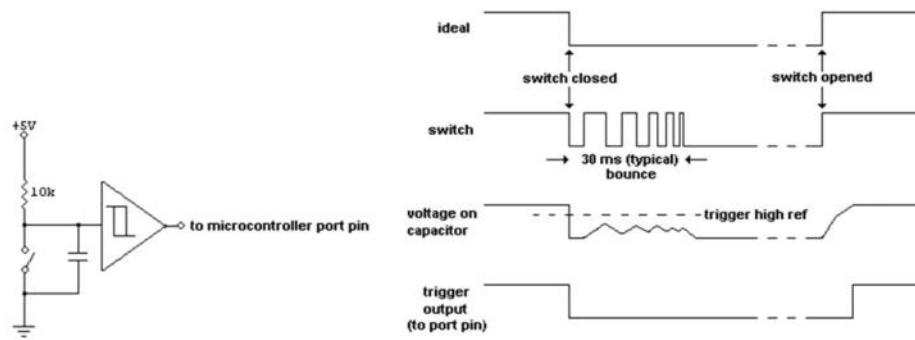 +5V
10k
to microcontroller port pin
ideal
switch closed
switch opened
switch
30 ms (typical)
bounce
voltage on
capacitor
trigger high ref
trigger
output
(to port pin)